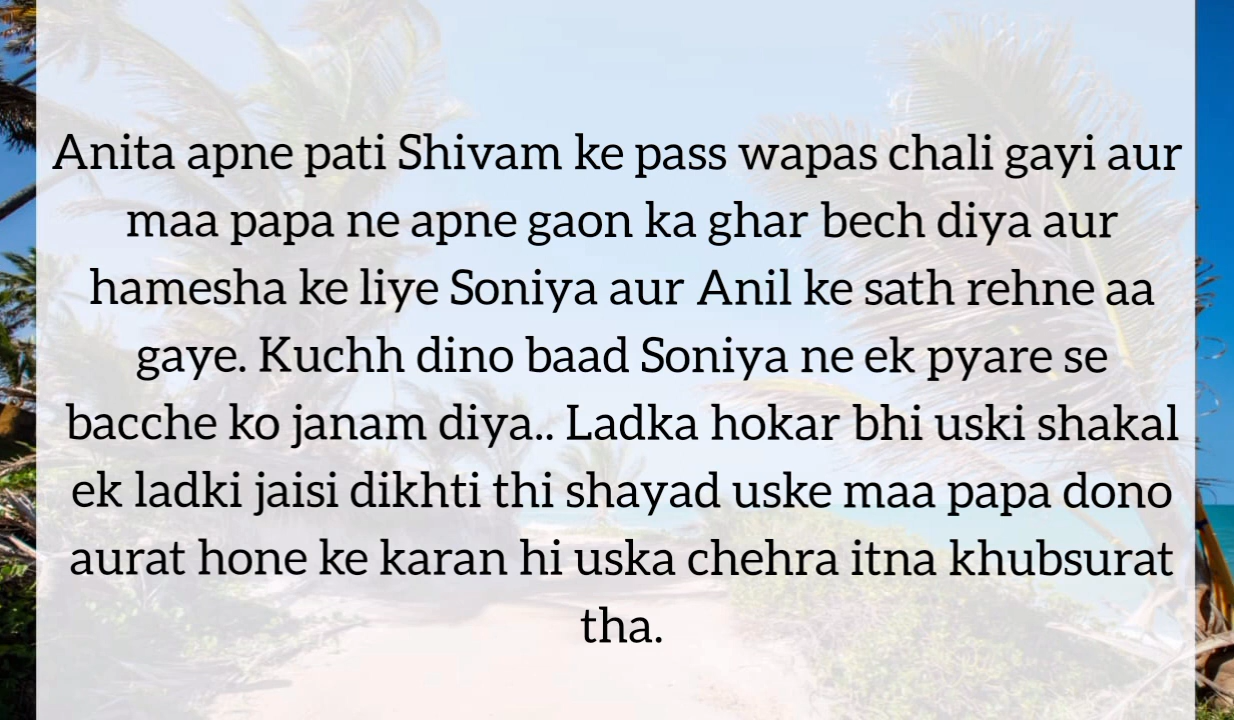 Anita apne pati Shivam ke pass wapas chali gayi aur
maa papa ne apne gaon ka ghar bech diya aur
hamesha ke liye Soniya aur Anil ke sath rehne aa
gaye. Kuchh dino baad Soniya ne ek pyare se
bacche ko janam diya.. Ladka hokar bhi uski shakal
ek ladki jaisi dikhti thi shayad uske maa papa dono
aurat hone ke karan hi uska chehra itna khubsurat
tha.